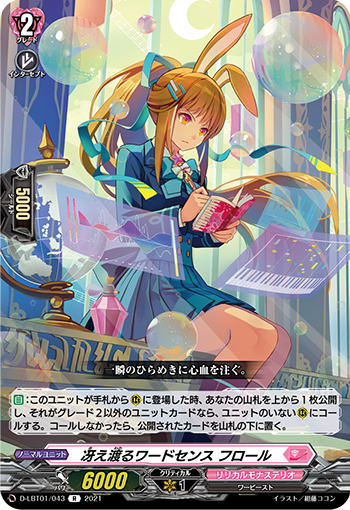 2
グレード
インターセプト
シールド
5000
一瞬のひらめきに心血を注ぐ。
自:このユニットが手札からRに登場した時、あなたの山札を上から1枚公開
し、それがグレード2以外のユニットカードなら、ユニットのいないRにコ
ールする。コールしなかったら、公開されたカードを山札の下に置く。
ノーマルユニット
冴え渡るワードセンス フロール
パワー
6000
クリティカル
1
リリカルモナステリオ
ワービースト
D-LBT01/043 R 2021
イラスト/紺藤ココン